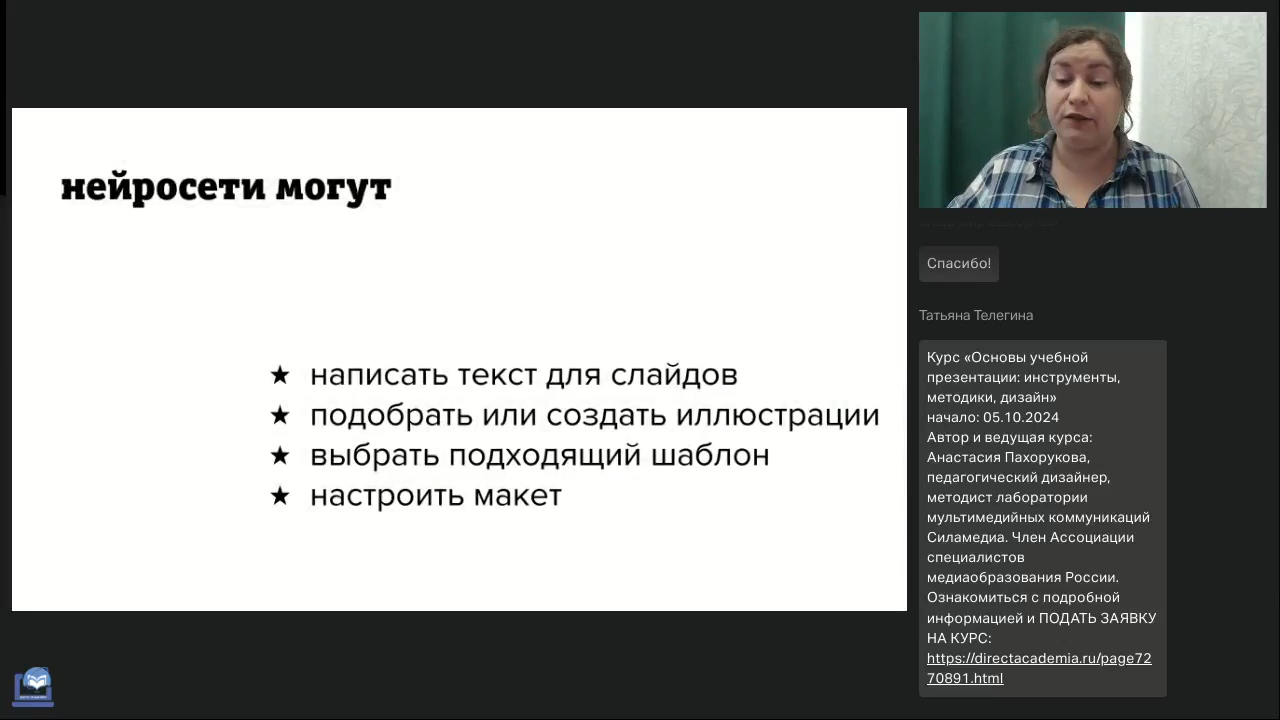 нейросети могут
★ написать текст для слайдов
★ подобрать или создать иллюстрации
★ выбрать подходящий шаблон
★ настроить макет
Спасибо!
Татьяна Телегина
Курс «Основы учебной
презентации: инструменты,
методики, дизайн»
начало: 05.10.2024
Автор и ведущая курса:
Анастасия Пахорукова,
педагогический дизайнер,
методист лаборатории
мультимедийных коммуникаций
Силамедиа. Член Ассоциации
специалистов
медиаобразования России.
Ознакомиться с подробной
информацией и ПОДАТЬ ЗАЯВКУ
НА КУРС:
https://directacademia.ru/page72
70891.html